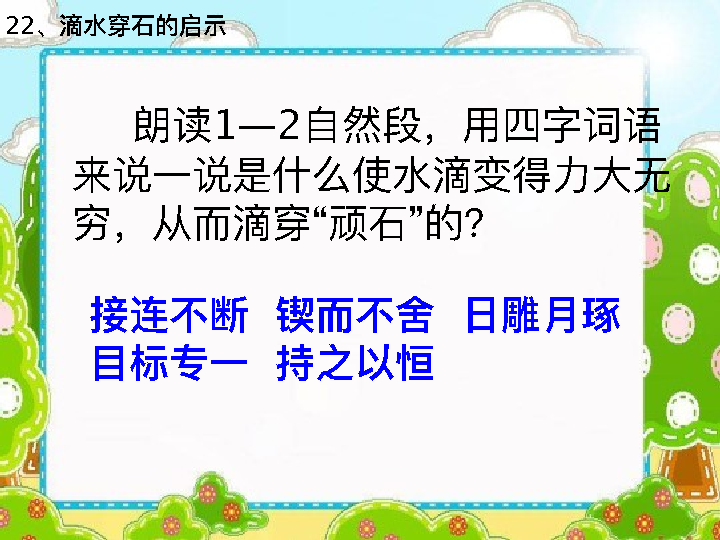 22、滴水穿石的启示
朗读1—2自然段，用四字词语
来说一说是什么使水滴变得力大无
穷，从而滴穿“顽石”的？
接连不断 锲而不舍 日雕月琢
目标专一 持之以恒